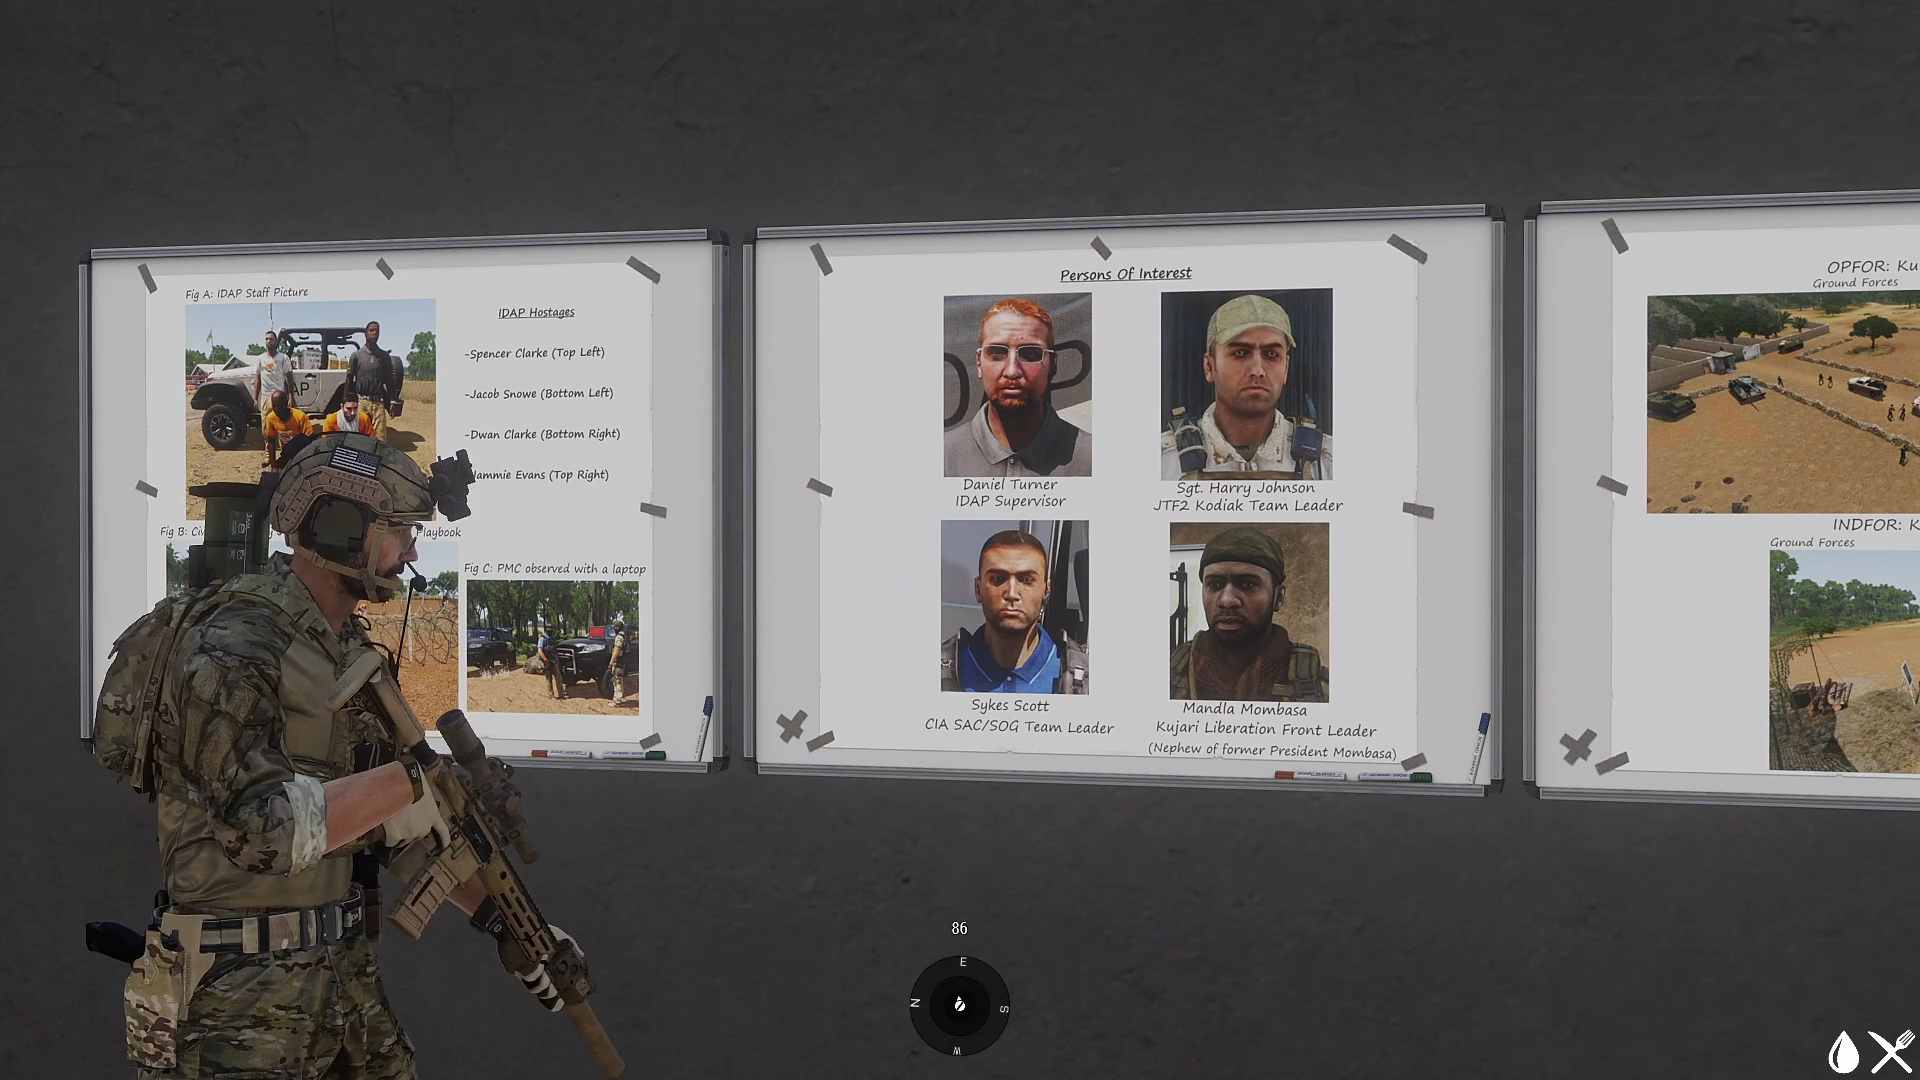 Fig A: IDAP Staff Picture
AP
IDAP Hostages
-Spencer Clarke (Top Left)
-Jacob Snowe (Bottom Left)
-Dwan Clarke (Bottom Right)
Evans (Top Right)
Fig B:
Playbook
Fig C: PMC observed with a laptop
Persons Of Interest
Daniel Turner
IDAP Supervisor
Sgt. Harry Johnson
JTF2 Kodiak Team Leader
Sykes Scott
CIA SAC/SOG Team Leader
Mandla Mombasa
Kujari Liberation Front Leader
(Nephew of former President Mombasa)
OPFOR: Ku
Ground Forces
INDFOR: K
Ground Forces
86
E
N
S
W